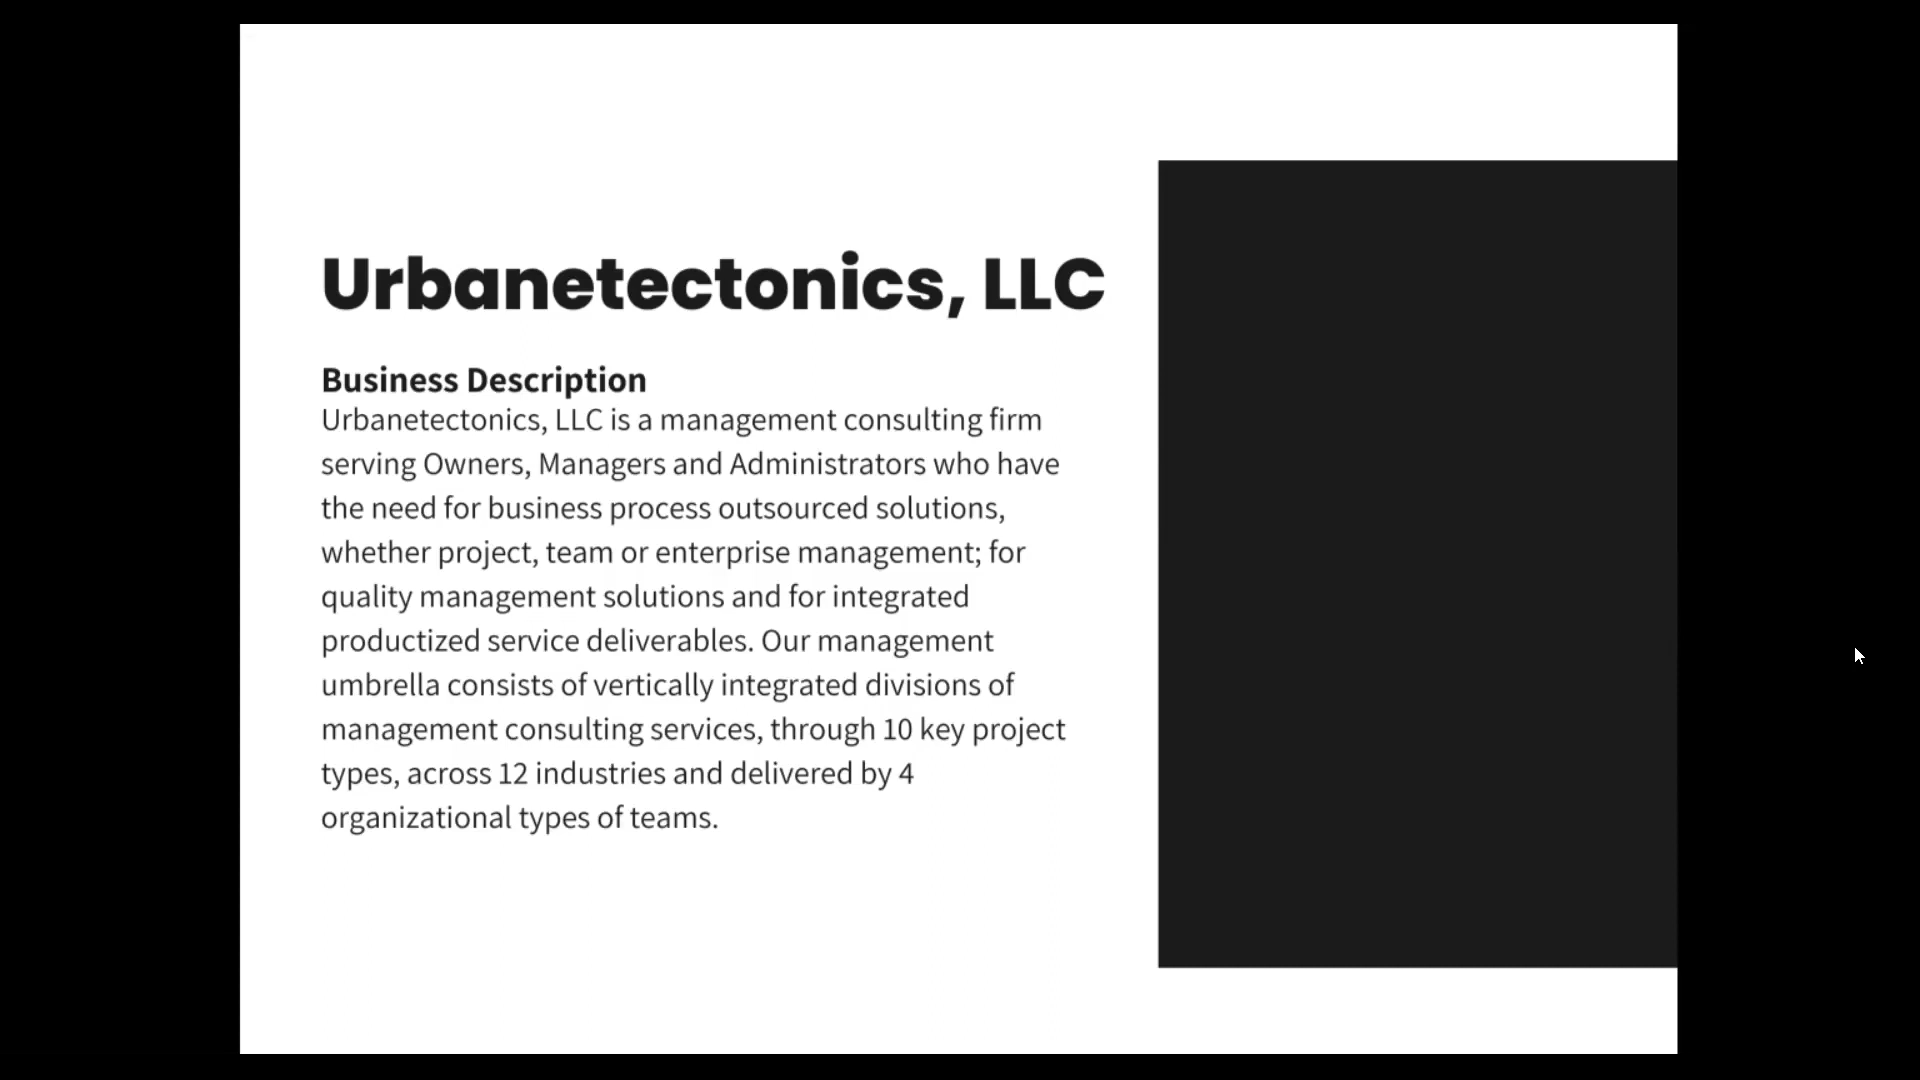 Urbanetectonics, LLC
Business Description
Urbanetectonics, LLC is a management consulting firm
serving Owners, Managers and Administrators who have
the need for business process outsourced solutions,
whether project, team or enterprise management; for
quality management solutions and for integrated
productized service deliverables. Our management
umbrella consists of vertically integrated divisions of
management consulting services, through 10 key project
types, across 12 industries and delivered by 4
organizational types of teams.